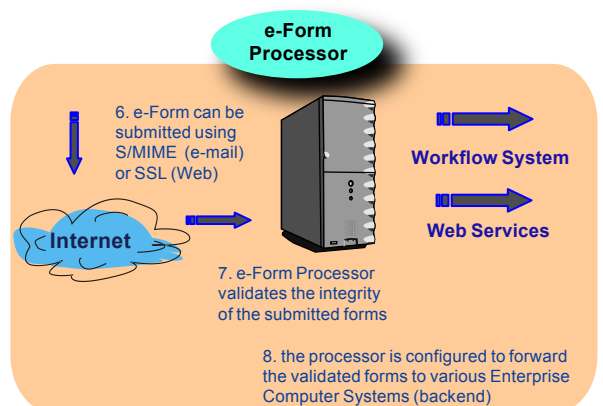 e-Form
Processor
6. e-Form can be
submitted using
S/MIME (e-mail)
or SSL (Web)
Workflow System
Internet
Web Services
7. e-Form Processor
validates the integrity
of the submitted forms
8. the processor is configured to forward
the validated forms to various Enterprise
Computer Systems (backend)